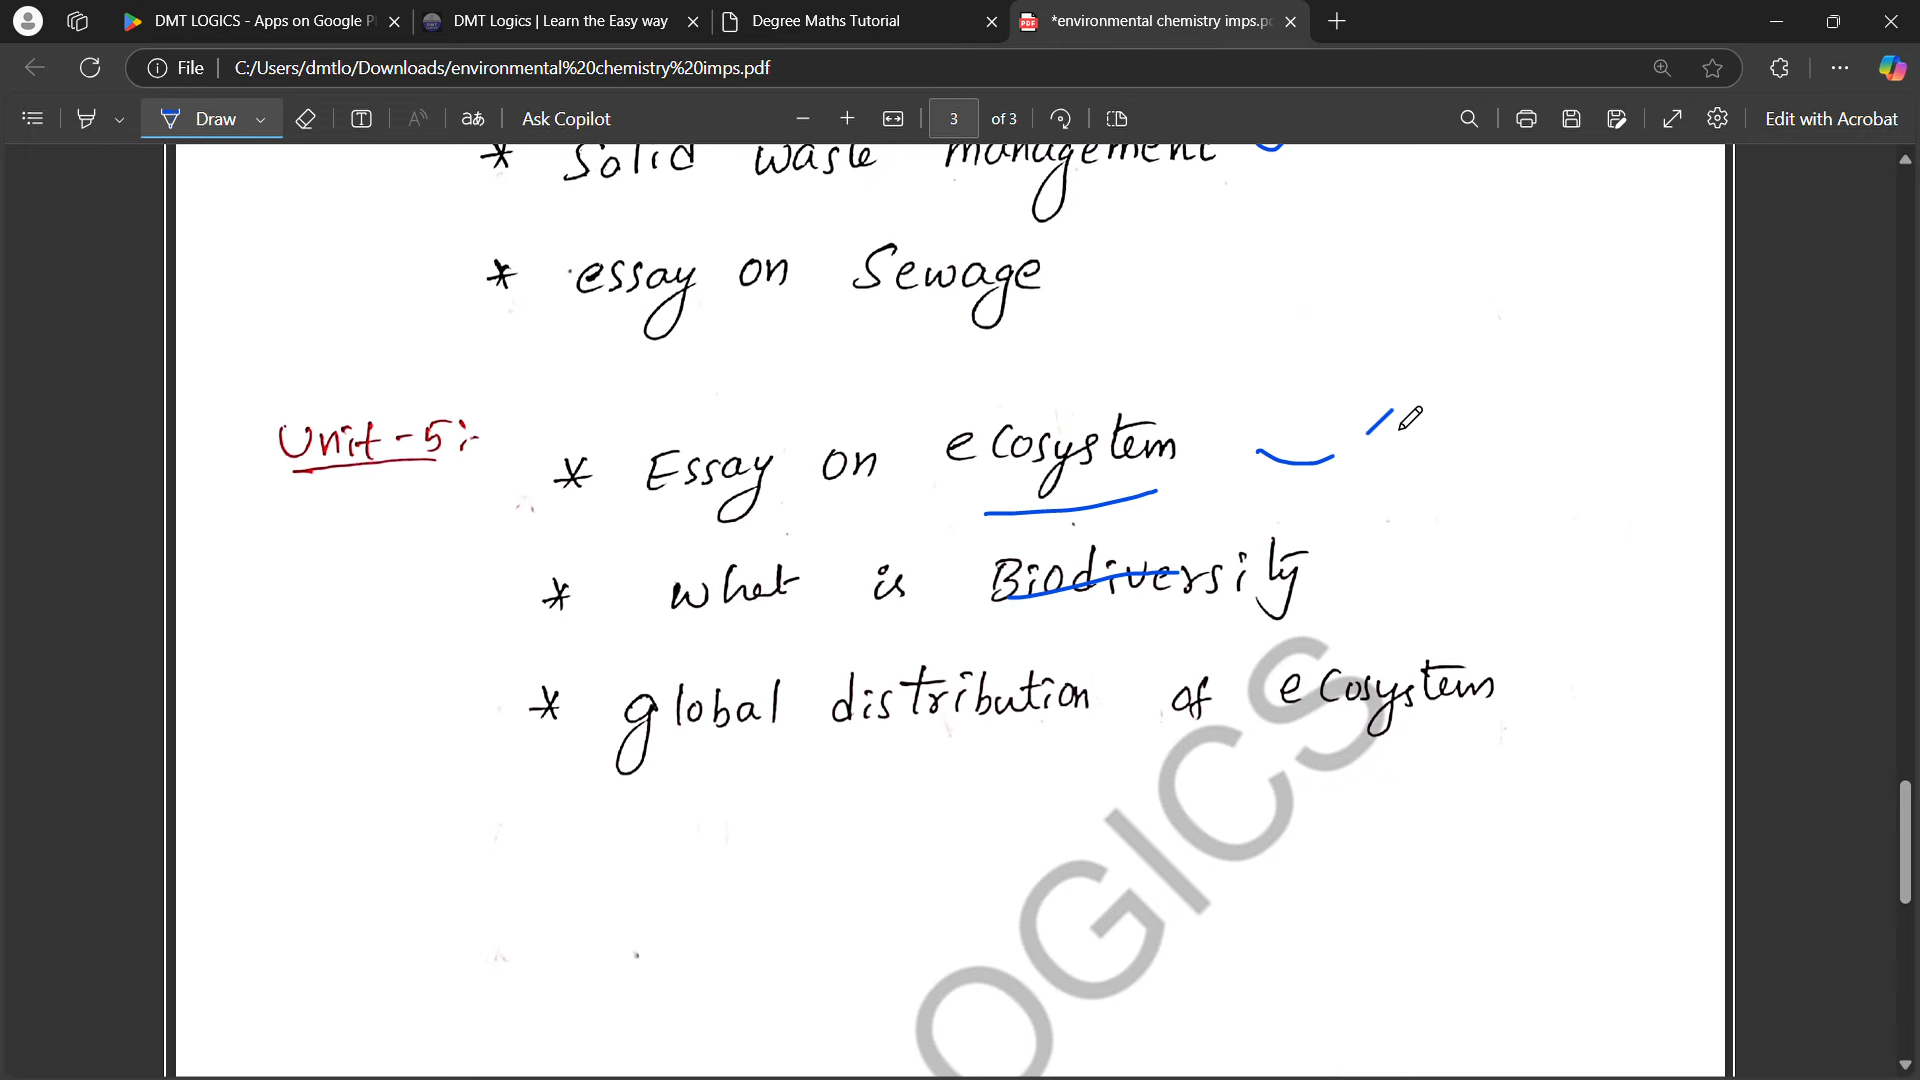 DMT LOGICS - Apps on Google P
DMT Logics | Learn the Easy way
Degree Maths Tutorial
*environmental chemistry imps.p
File
C:/Users/dmtlo/Downloads/environmental%20chemistry%20imps.pdf
Draw
aあ
Ask Copilot
3 of 3
Edit with Acrobat
* Solid waste management
* essay on Sewage
Unit-5:-
* Essay on ecosystem
* what is Biodiversity
* global distribution of ecosystem
OGICS